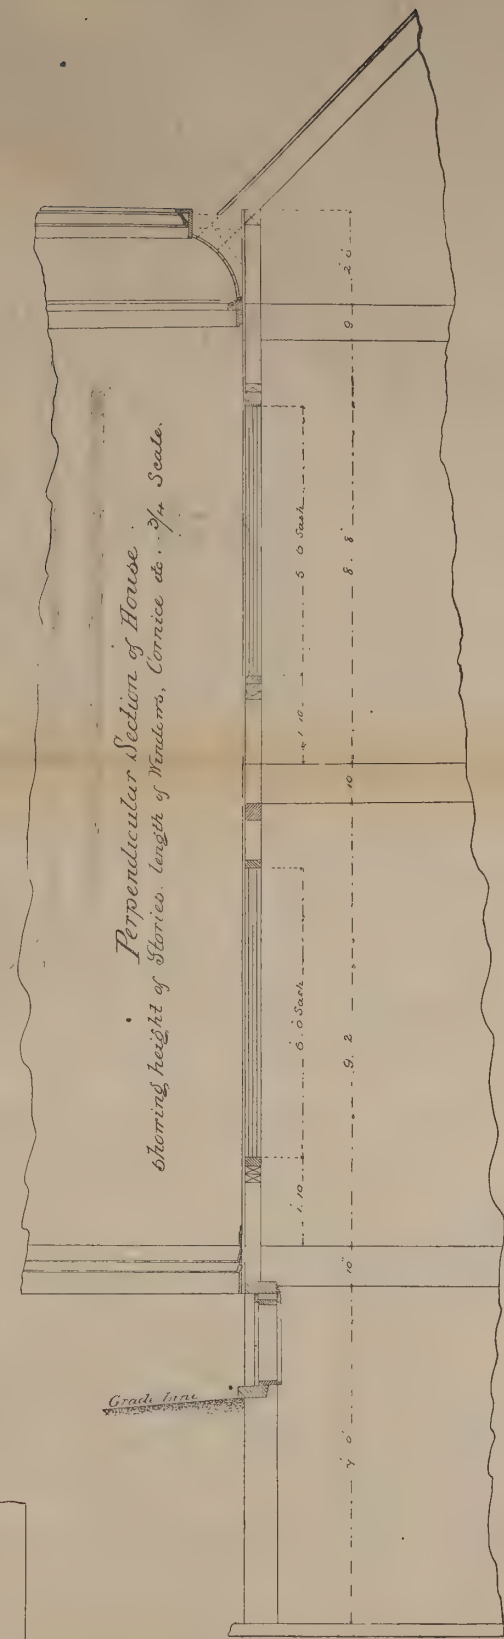 Perpendicular Section of House
showing height of Stories. length of Windows, Cornice etc. 3/4 Scale.
2' 0"
9
5 0 Sash
8. 8"
1. 10.
10
6. 0 Sash
9. 2
1. 10
10"
Grade Line
7' 0"